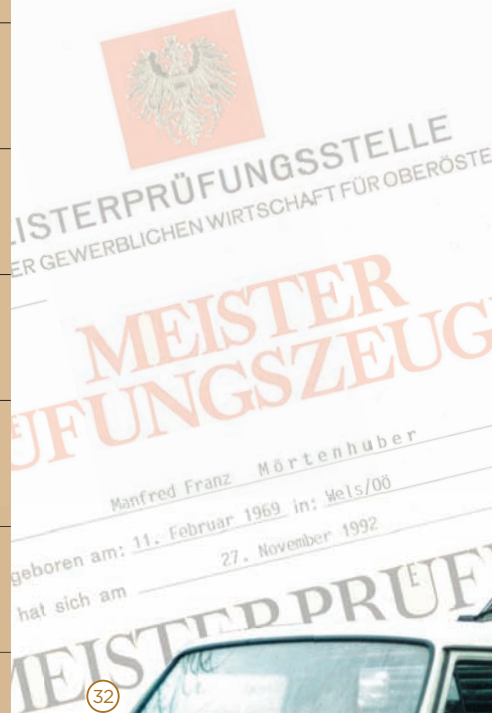 EISTERPRÜFUNGSSTELLE
ER GEWERBLICHEN WIRTSCHAFT FÜR OBERÖSTE
MEISTER
ÜFUNGSZEUG
Manfred Franz Mörtenhuber
geboren am: 11. Februar 1969 in: Wels/OÖ
hat sich am 27. November 1992
MEISTERPRÜF
32